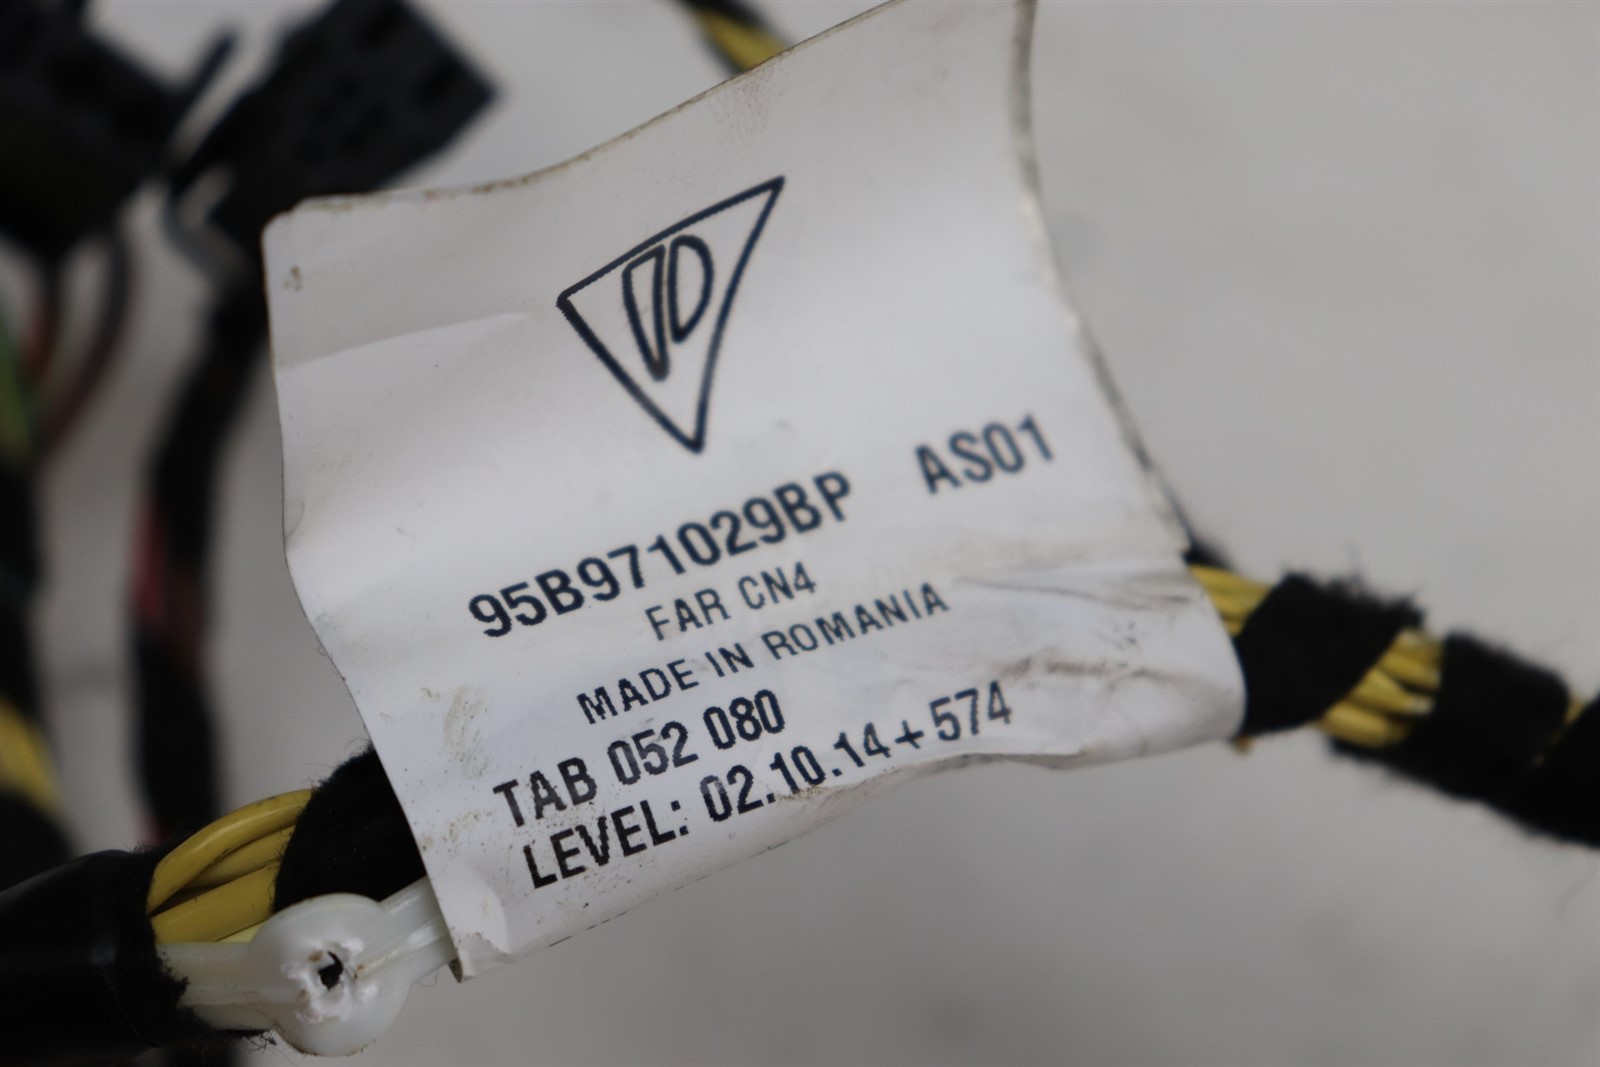 95B971029BP AS01
FAR CN4
MADE IN ROMANIA
TAB 052 080
LEVEL: 02.10.14+574